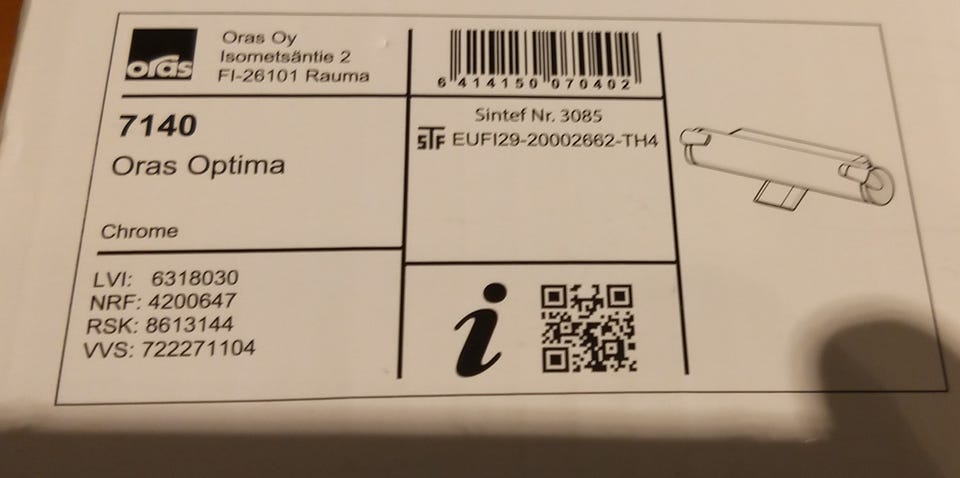 oras
Oras Oy
Isometsäntie 2
FI-26101 Rauma
7140
Oras Optima
Chrome
LVI: 6318030
NRF: 4200647
RSK: 8613144
VVS: 722271104
6 414150 070402
Sintef Nr. 3085
STF EUFI29-20002662-TH4
i